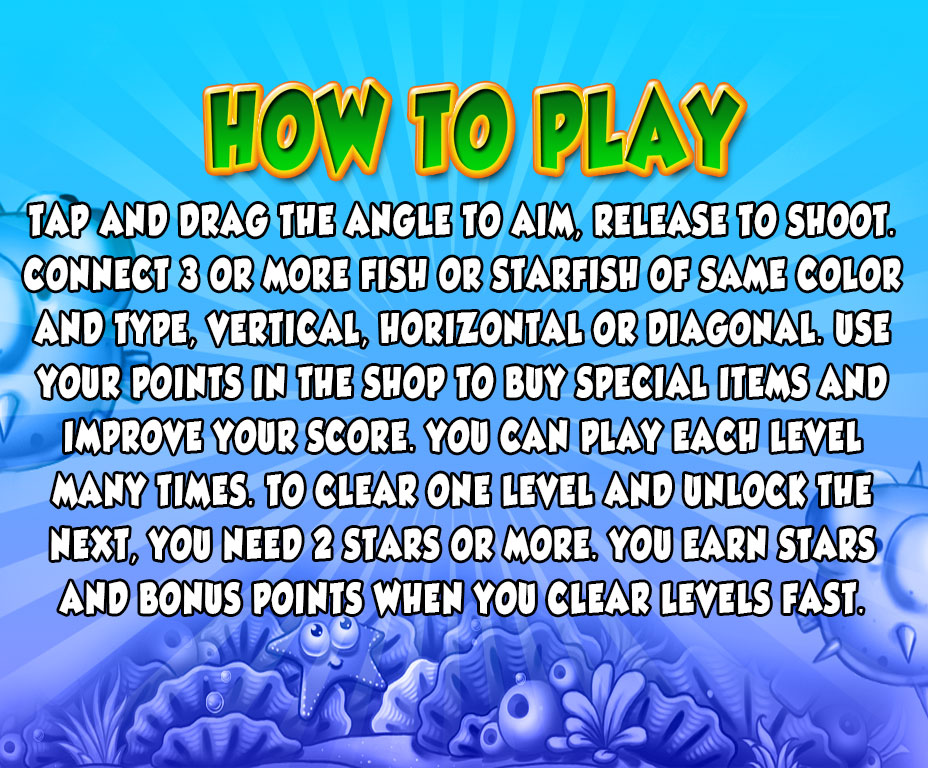 HOW TO PLAY
TAP AND DRAG THE ANGLE TO AIM, RELEASE TO SHOOT.
CONNECT 3 OR MORE FISH OR STARFISH OF SAME COLOR
AND TYPE, VERTICAL, HORIZONTAL OR DIAGONAL. USE
YOUR POINTS IN THE SHOP TO BUY SPECIAL ITEMS AND
IMPROVE YOUR SCORE. YOU CAN PLAY EACH LEVEL
MANY TIMES. TO CLEAR ONE LEVEL AND UNLOCK THE
NEXT, YOU NEED 2 STARS OR MORE. YOU EARN STARS
AND BONUS POINTS WHEN YOU CLEAR LEVELS FAST.